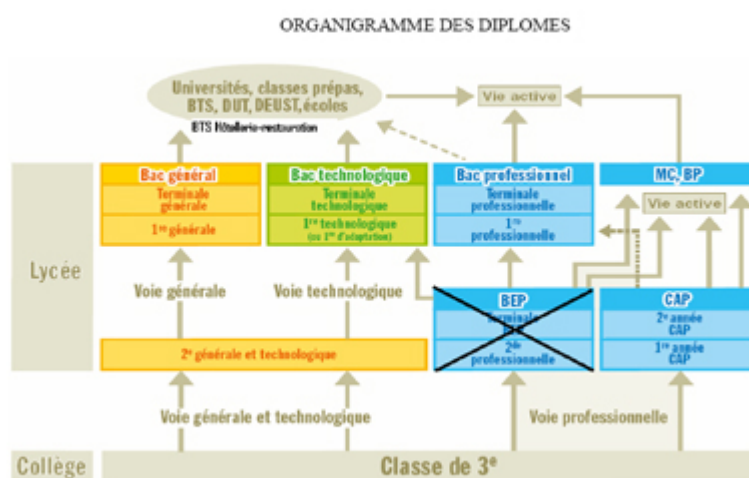 ORGANIGRAMME DES DIPLOMES
Universités, classes prépas,
BTS, DUT, DEUST, écoles
BTS Hôtellerie-restauration
Vie active
Bac général
Terminale
générale
1re générale
Bac technologique
Terminale
technologique
1re technologique
(ou 1re d'adaptation)
Bac professionnel
Terminale
professionnelle
1re
professionnelle
MC, BP
Vie active
Lycée
Voie générale
Voie technologique
BEP
Terminale
2de
professionnelle
CAP
2e année
CAP
1re année
CAP
2e générale et technologique
Voie générale et technologique
Voie professionnelle
Collège
Classe de 3e